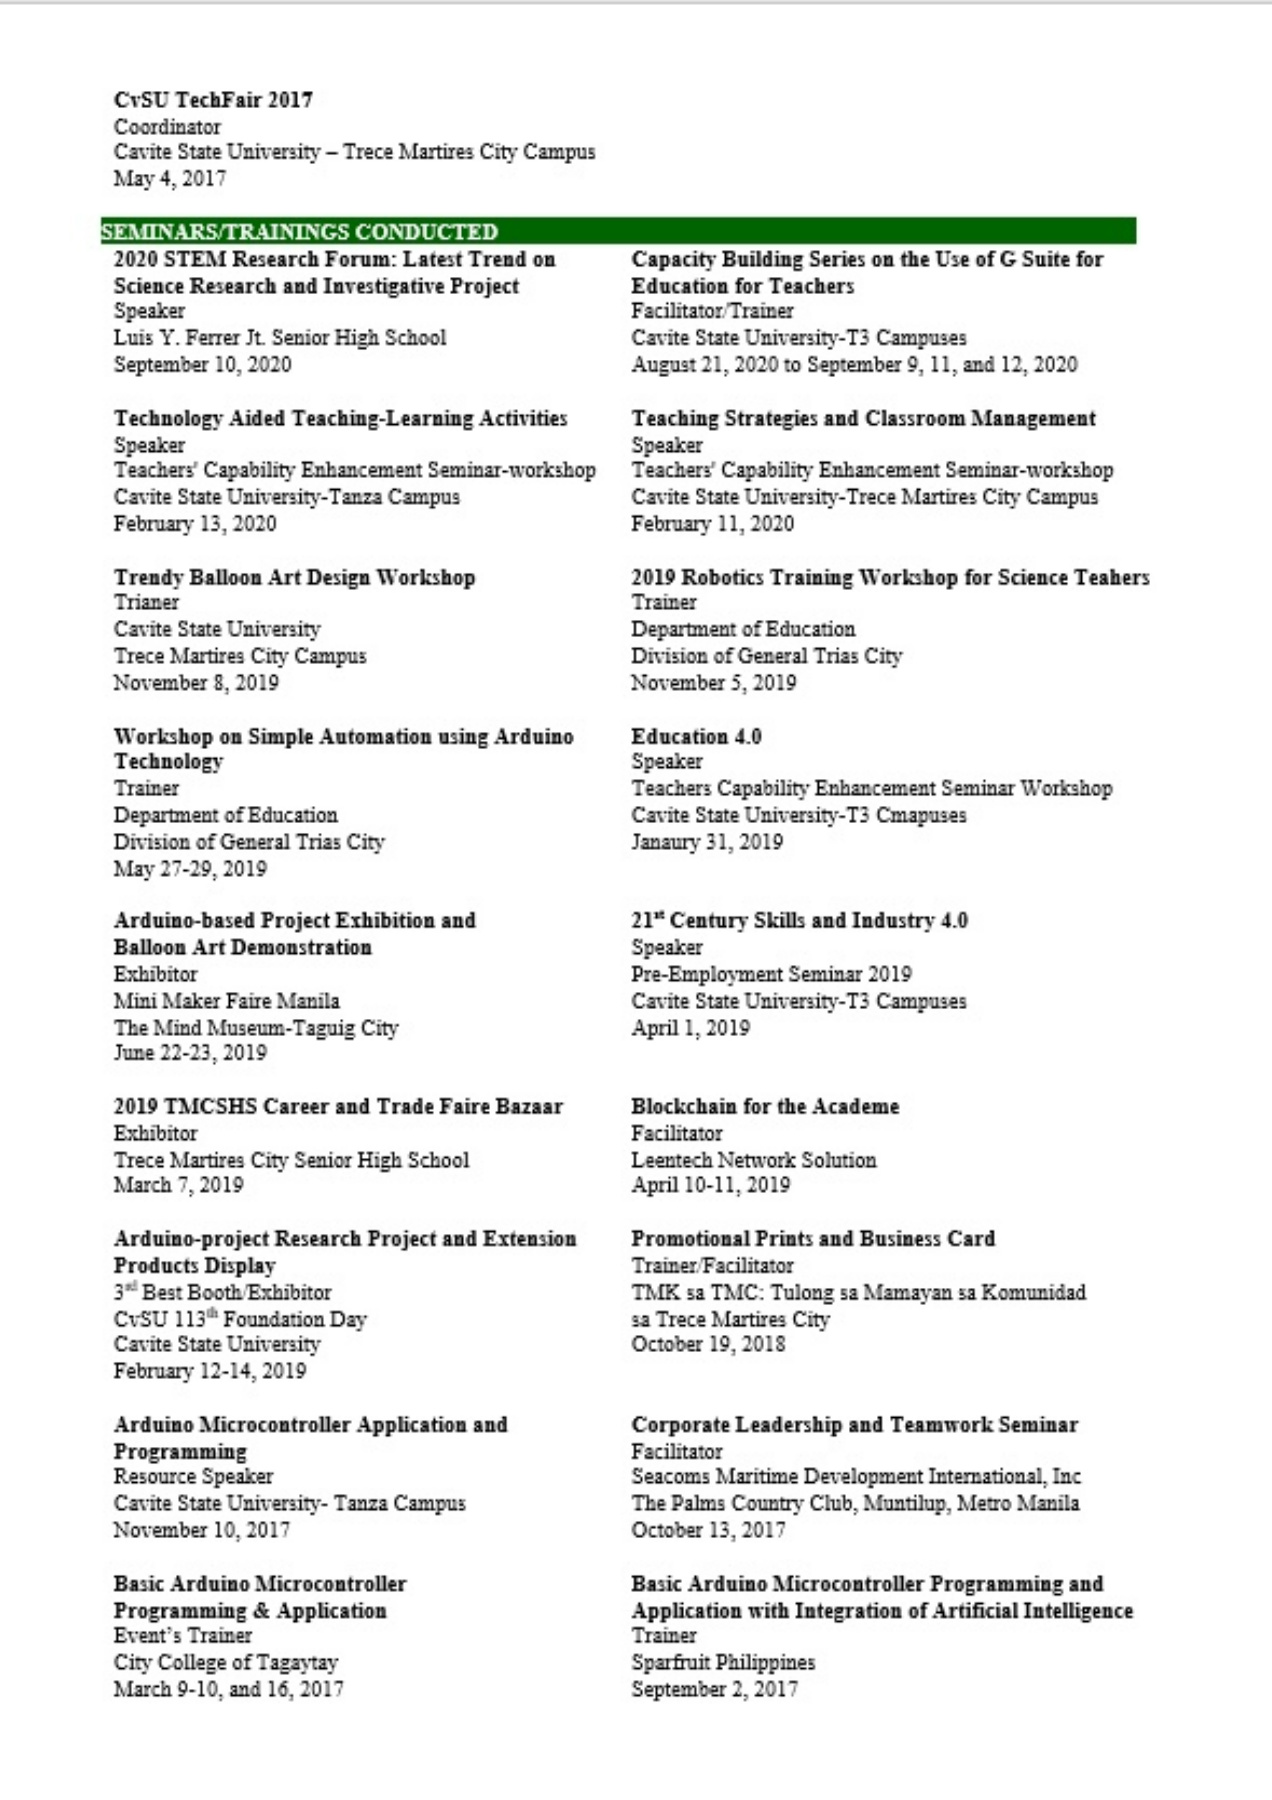 CvSU TechFair 2017
Coordinator
Cavite State University – Trece Martires City Campus
May 4, 2017
SEMINARS/TRAININGS CONDUCTED
2020 STEM Research Forum: Latest Trend on
Science Research and Investigative Project
Speaker
Luis Y. Ferrer Jt. Senior High School
September 10, 2020
Capacity Building Series on the Use of G Suite for
Education for Teachers
Facilitator/Trainer
Cavite State University-T3 Campuses
August 21, 2020 to September 9, 11, and 12, 2020
Technology Aided Teaching-Learning Activities
Speaker
Teachers' Capability Enhancement Seminar-workshop
Cavite State University-Tanza Campus
February 13, 2020
Teaching Strategies and Classroom Management
Speaker
Teachers' Capability Enhancement Seminar-workshop
Cavite State University-Trece Martires City Campus
February 11, 2020
Trendy Balloon Art Design Workshop
Trianer
Cavite State University
Trece Martires City Campus
November 8, 2019
2019 Robotics Training Workshop for Science Teahers
Trainer
Department of Education
Division of General Trias City
November 5, 2019
Workshop on Simple Automation using Arduino
Technology
Trainer
Department of Education
Division of General Trias City
May 27-29, 2019
Education 4.0
Speaker
Teachers Capability Enhancement Seminar Workshop
Cavite State University-T3 Cmapuses
Janaury 31, 2019
Arduino-based Project Exhibition and
Balloon Art Demonstration
Exhibitor
Mini Maker Faire Manila
The Mind Museum-Taguig City
June 22-23, 2019
21st Century Skills and Industry 4.0
Speaker
Pre-Employment Seminar 2019
Cavite State University-T3 Campuses
April 1, 2019
2019 TMCSHS Career and Trade Faire Bazaar
Exhibitor
Trece Martires City Senior High School
March 7, 2019
Blockchain for the Academe
Facilitator
Leentech Network Solution
April 10-11, 2019
Arduino-project Research Project and Extension
Products Display
3rd Best Booth/Exhibitor
CvSU 113th Foundation Day
Cavite State University
February 12-14, 2019
Promotional Prints and Business Card
Trainer/Facilitator
TMK sa TMC: Tulong sa Mamayan sa Komunidad
sa Trece Martires City
October 19, 2018
Arduino Microcontroller Application and
Programming
Resource Speaker
Cavite State University- Tanza Campus
November 10, 2017
Corporate Leadership and Teamwork Seminar
Facilitator
Seacoms Maritime Development International, Inc
The Palms Country Club, Muntilup, Metro Manila
October 13, 2017
Basic Arduino Microcontroller
Programming & Application
Event's Trainer
City College of Tagaytay
March 9-10, and 16, 2017
Basic Arduino Microcontroller Programming and
Application with Integration of Artificial Intelligence
Trainer
Sparfruit Philippines
September 2, 2017